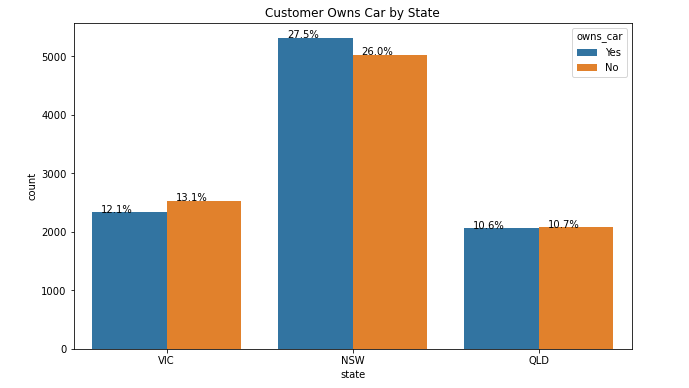 Customer Owns Car by State
owns_car
Yes
No
count
5000
4000
3000
2000
1000
0
12.1%
13.1%
27.5%
26.0%
10.6%
10.7%
VIC
NSW
QLD
state